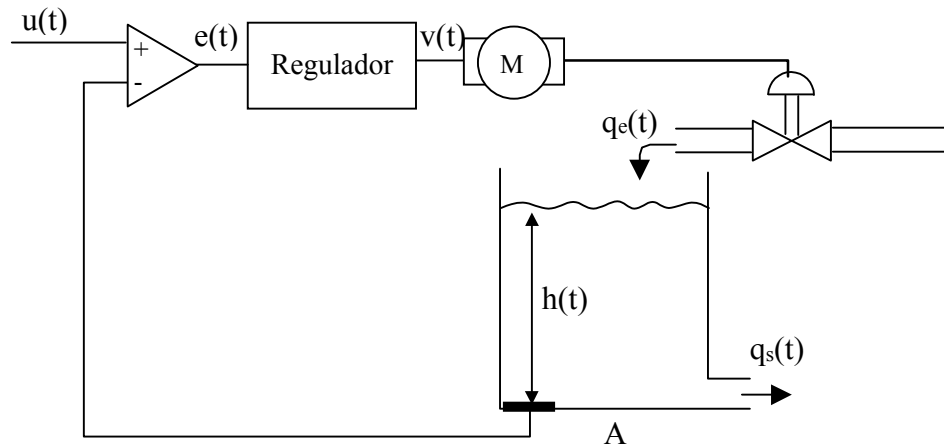 u(t)
+
-
e(t)
Regulador
v(t)
M
qₑ(t)
h(t)
qₛ(t)
A